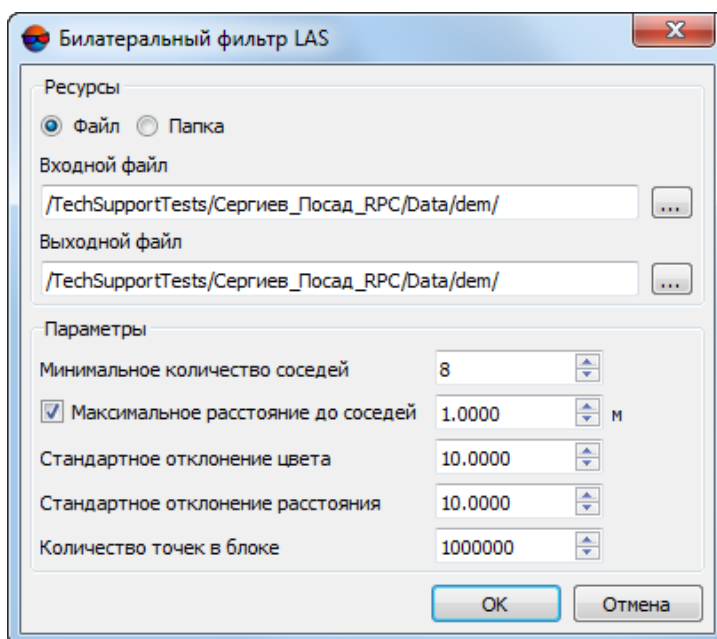 Билатеральный фильтр LAS
Ресурсы
Файл Папка
Входной файл
/TechSupportTests/Сергиев_Посад_RPC/Data/dem/ ...
Выходной файл
/TechSupportTests/Сергиев_Посад_RPC/Data/dem/ ...
Параметры
Минимальное количество соседей 8
Максимальное расстояние до соседей 1.0000 м
Стандартное отклонение цвета 10.0000
Стандартное отклонение расстояния 10.0000
Количество точек в блоке 1000000
OK Отмена